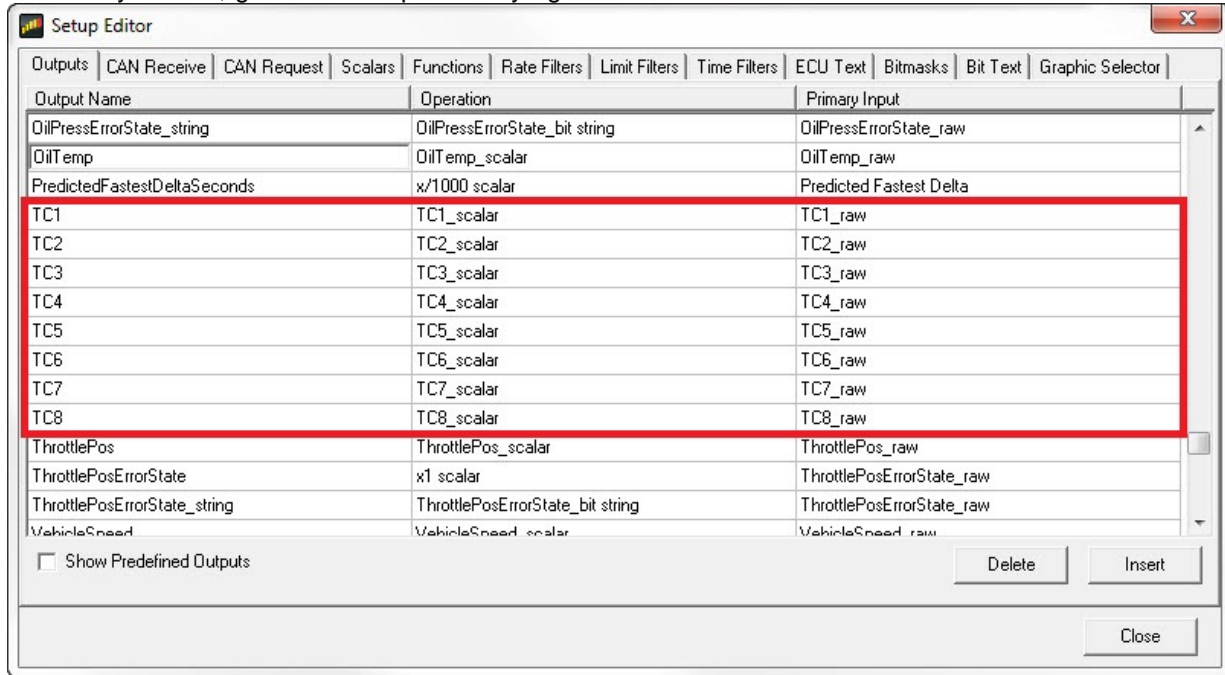 Setup Editor
Outputs CAN Receive CAN Request Scalars Functions Rate Filters Limit Filters Time Filters ECU Text Bitmasks Bit Text Graphic Selector
Output Name Operation Primary Input
OilPressErrorState_string OilPressErrorState_bit string OilPressErrorState_raw
OilTemp OilTemp_scalar OilTemp_raw
PredictedFastestDeltaSeconds x/1000 scalar Predicted Fastest Delta
TC1 TC1_scalar TC1_raw
TC2 TC2_scalar TC2_raw
TC3 TC3_scalar TC3_raw
TC4 TC4_scalar TC4_raw
TC5 TC5_scalar TC5_raw
TC6 TC6_scalar TC6_raw
TC7 TC7_scalar TC7_raw
TC8 TC8_scalar TC8_raw
ThrottlePos ThrottlePos_scalar ThrottlePos_raw
ThrottlePosErrorState x1 scalar ThrottlePosErrorState_raw
ThrottlePosErrorState_string ThrottlePosErrorState_bit string ThrottlePosErrorState_raw
VehicleSpeed VehicleSpeed_scalar VehicleSpeed_raw
Show Predefined Outputs Delete Insert
Close